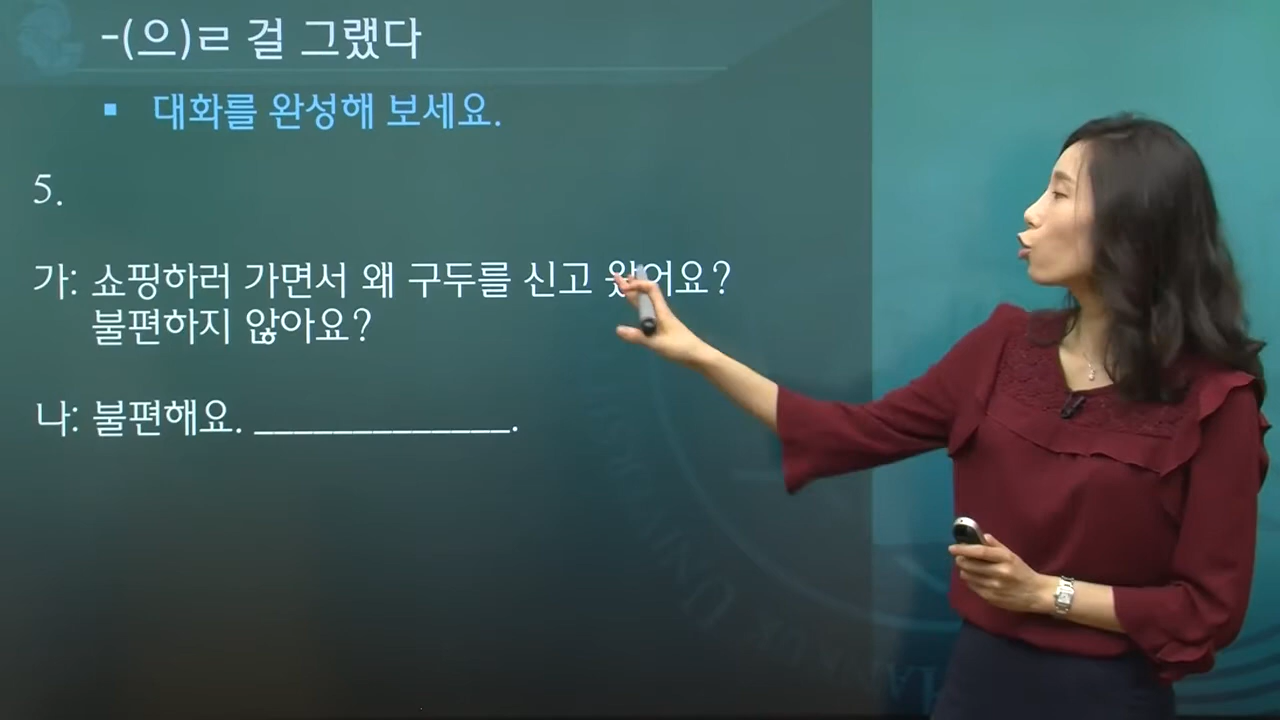 -(으)ㄹ 걸 그랬다
▪ 대화를 완성해 보세요.
5.
가: 쇼핑하러 가면서 왜 구두를 신고 왔어요?
불편하지 않아요?
나: 불편해요. _____________.